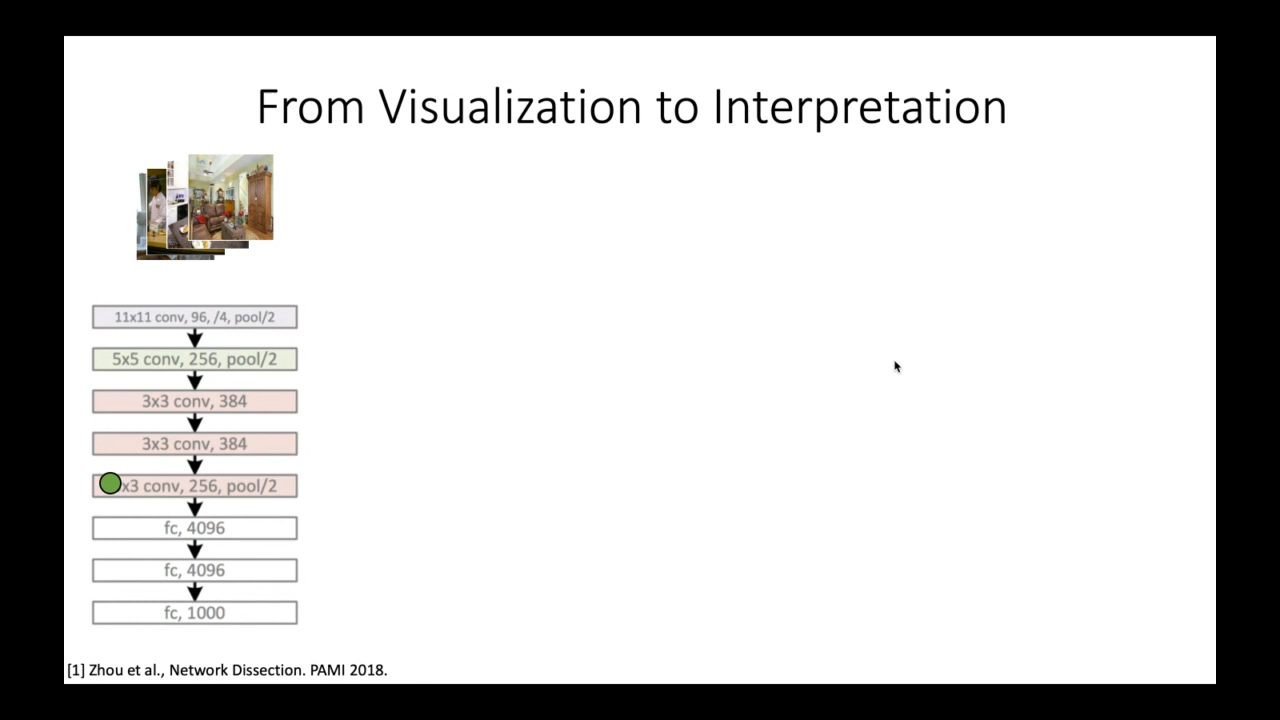 From Visualization to Interpretation
11x11 conv, 96, /4, pool/2
5x5 conv, 256, pool/2
3x3 conv, 384
3x3 conv, 384
x3 conv, 256, pool/2
fc, 4096
fc, 4096
fc, 1000
[1] Zhou et al., Network Dissection. PAMI 2018.